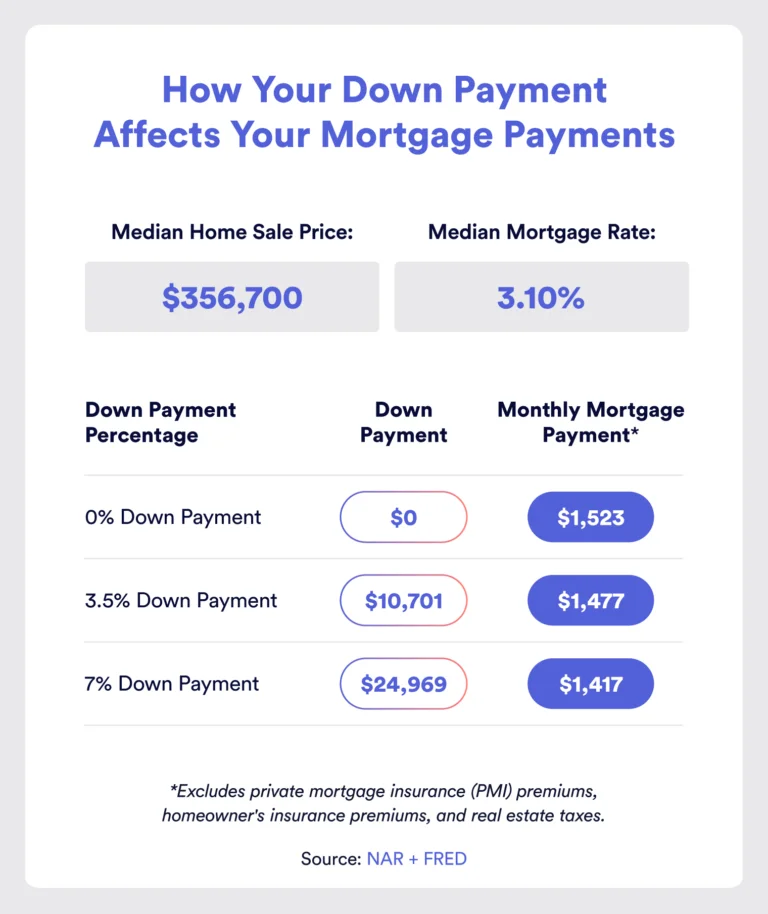 How Your Down Payment
Affects Your Mortgage Payments
Median Home Sale Price:
$356,700
Median Mortgage Rate:
3.10%
Down Payment
Percentage
Down
Payment
Monthly Mortgage
Payment*
0% Down Payment
$0
$1,523
3.5% Down Payment
$10,701
$1,477
7% Down Payment
$24,969
$1,417
*Excludes private mortgage insurance (PMI) premiums,
homeowner's insurance premiums, and real estate taxes.
Source: NAR + FRED